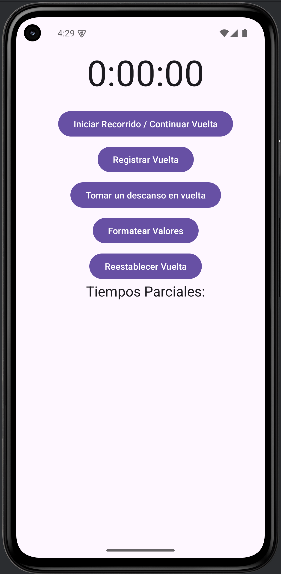 4:29
0:00:00
Iniciar Recorrido / Continuar Vuelta
Registrar Vuelta
Tomar un descanso en vuelta
Formatear Valores
Reestablecer Vuelta
Tiempos Parciales: